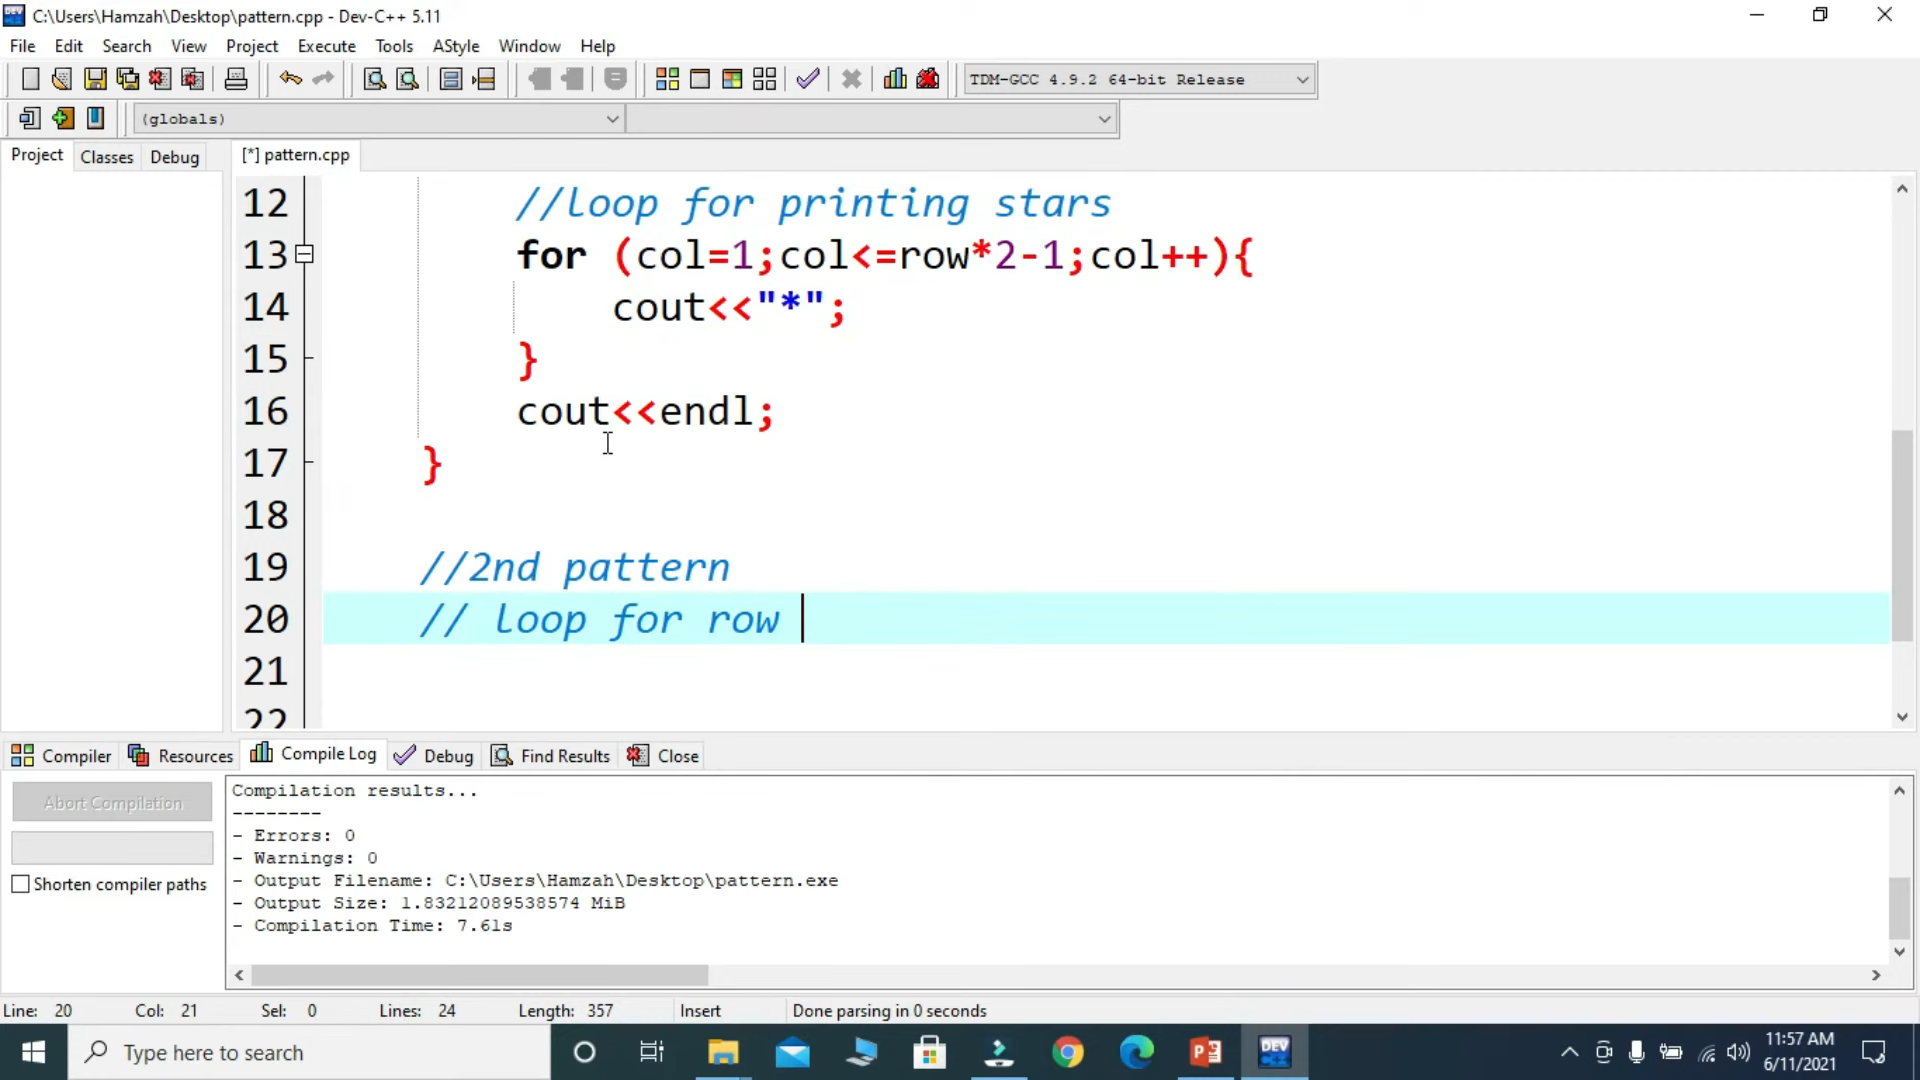 C:\Users\Hamzah\Desktop\pattern.cpp - Dev-C++ 5.11
File Edit Search View Project Execute Tools AStyle Window Help
TDM-GCC 4.9.2 64-bit Release
(globals)
Project Classes Debug [*] pattern.cpp
12 //loop for printing stars
13 for (col=1;col<=row*2-1;col++){
14 cout<<"*";
15 }
16 cout<<endl;
17 }
18
19 //2nd pattern
20 // loop for row
21
22
Compiler Resources Compile Log Debug Find Results Close
Abort Compilation
Shorten compiler paths
Compilation results...
--------
- Errors: 0
- Warnings: 0
- Output Filename: C:\Users\Hamzah\Desktop\pattern.exe
- Output Size: 1.83212089538574 MiB
- Compilation Time: 7.61s
Line: 20 Col: 21 Sel: 0 Lines: 24 Length: 357 Insert Done parsing in 0 seconds
Type here to search
DEV C++
11:57 AM
6/11/2021